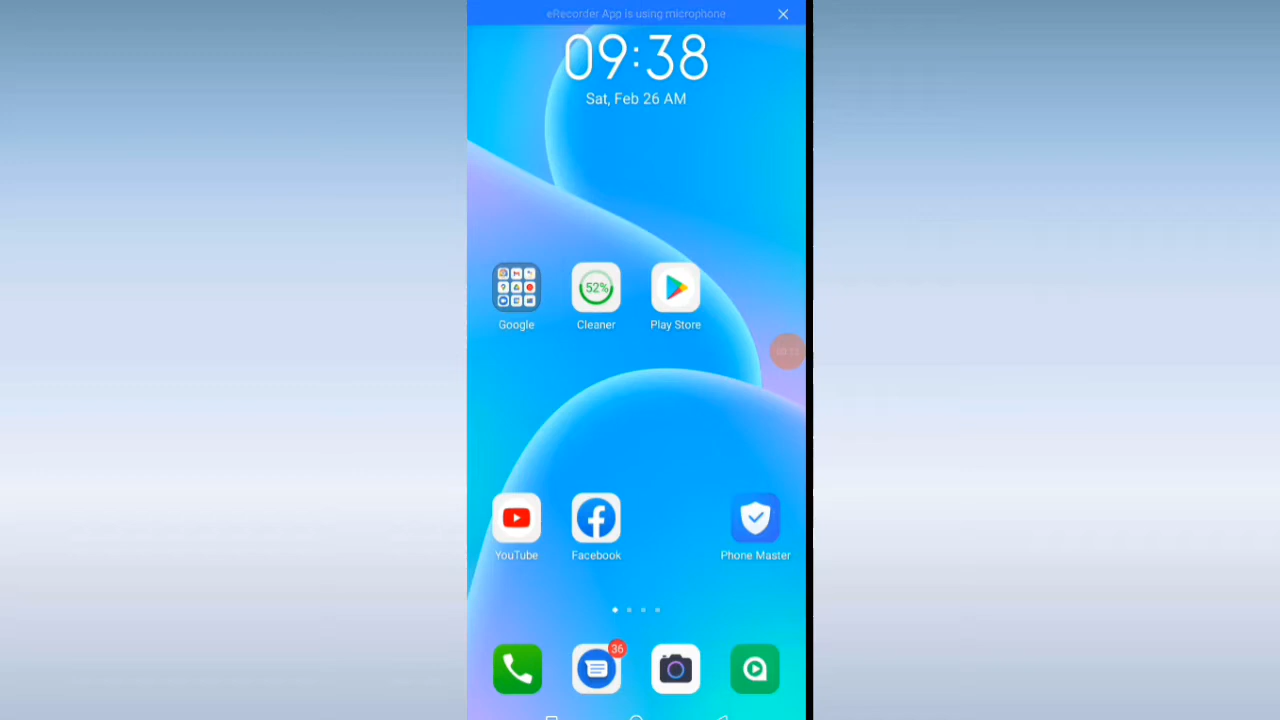 eRecorder App is using microphone
09:38
Sat, Feb 26 AM
52%
Google
Cleaner
Play Store
YouTube
Facebook
Phone Master
36